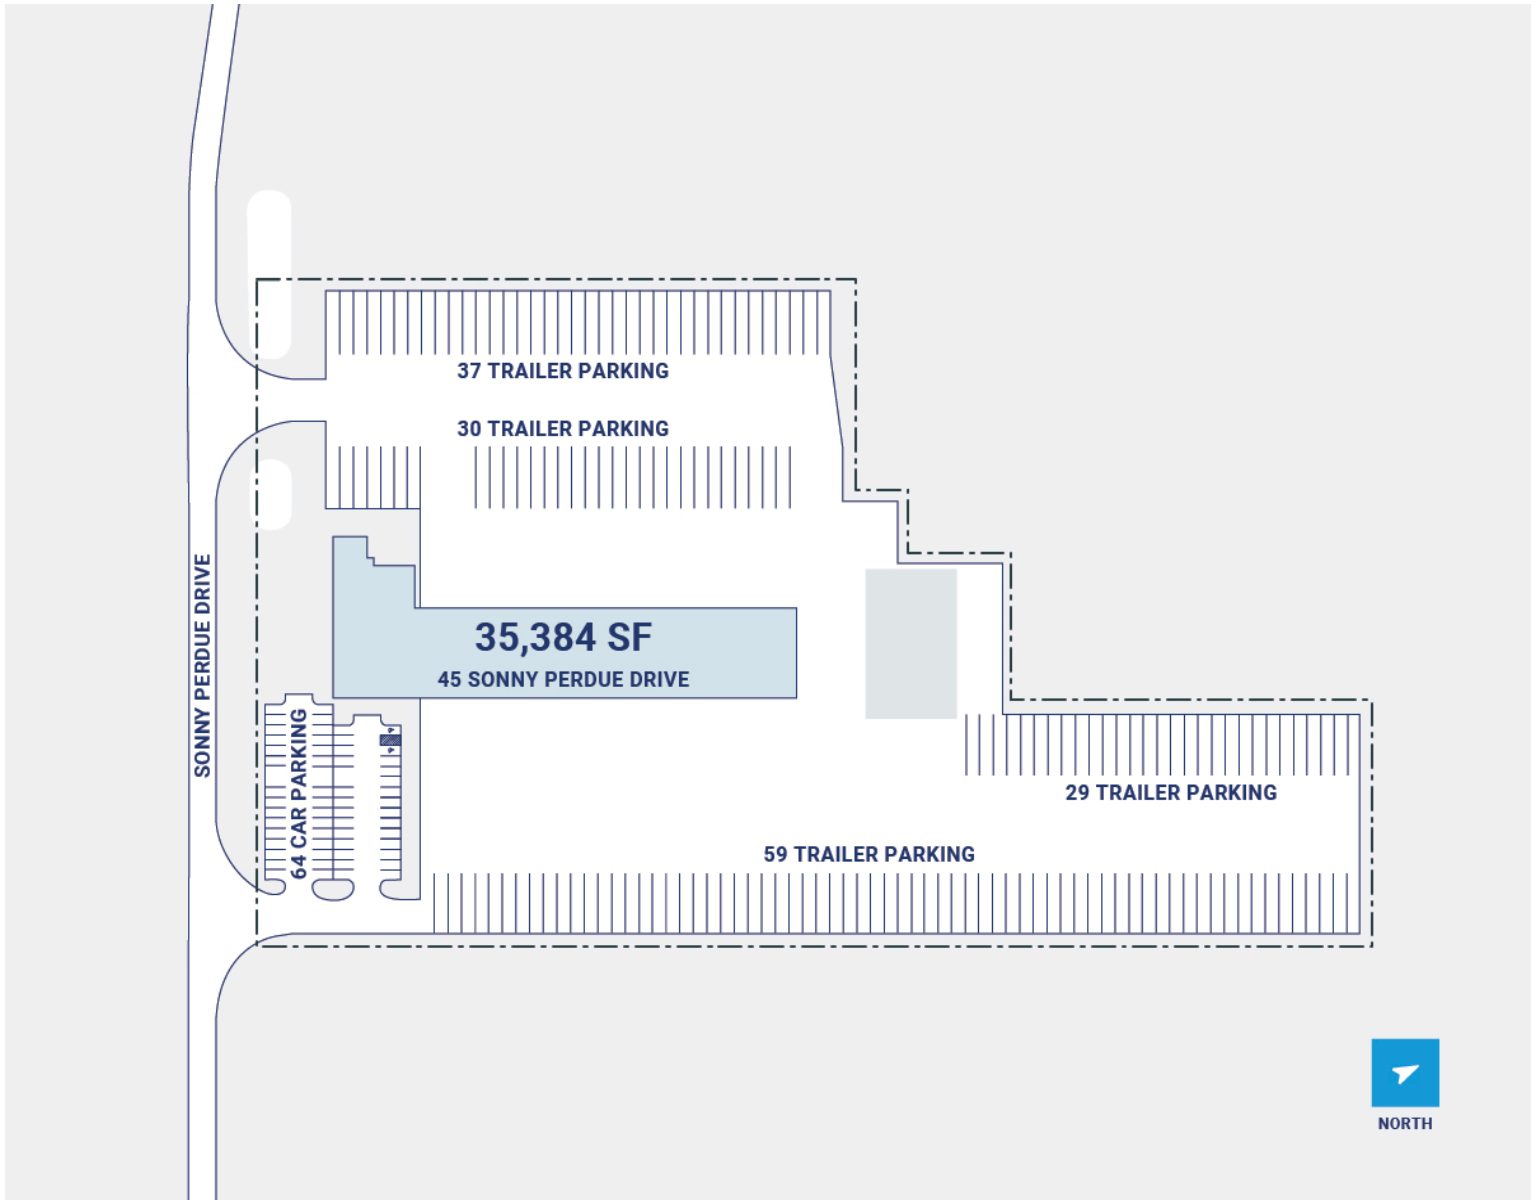 37 TRAILER PARKING
30 TRAILER PARKING
SONNY PERDUE DRIVE
35,384 SF
45 SONNY PERDUE DRIVE
64 CAR PARKING
29 TRAILER PARKING
59 TRAILER PARKING
NORTH